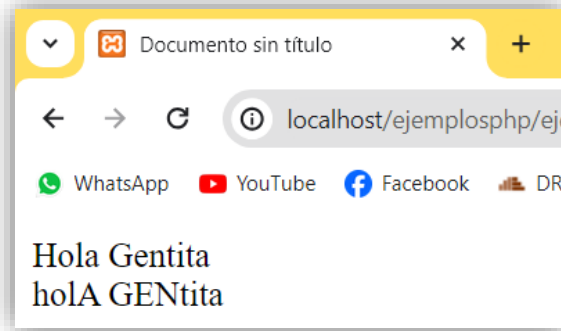 Documento sin título
localhost/ejemplosphp/ej
WhatsApp YouTube Facebook DR
Hola Gentita
holA GENtita